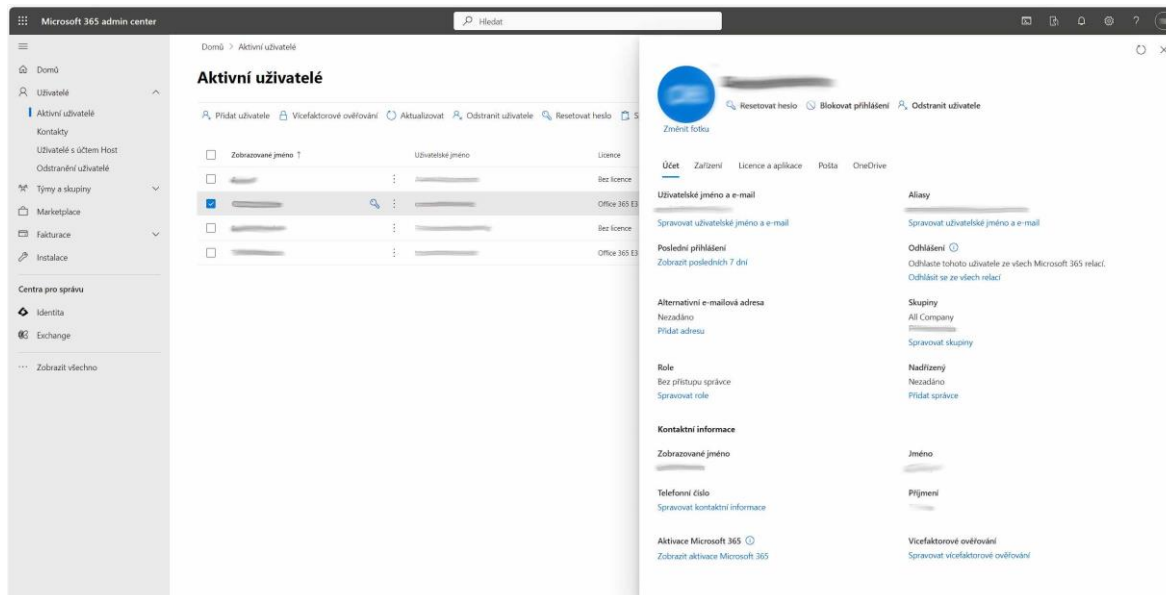 Microsoft 365 admin center
Hledat
Domů
Uživatelé
Aktivní uživatelé
Kontakty
Uživatelé s účtem Host
Odstranění uživatelé
Týmy a skupiny
Marketplace
Fakturace
Instalace
Centra pro správu
Identita
Exchange
Zobrazit všechno
Domů > Aktivní uživatelé
Aktivní uživatelé
Přidat uživatele Vícefaktorové ověřování Aktualizovat Odstranit uživatele Resetovat heslo S
Zobrazované jméno ↑ Uživatelské jméno Licence
Bez licence
Office 365 E3
Bez licence
Office 365 E3
Resetovat heslo Blokovat přihlášení Odstranit uživatele
Změnit fotku
Účet Zařízení Licence a aplikace Pošta OneDrive
Uživatelské jméno a e-mail
Spravovat uživatelské jméno a e-mail
Aliasy
Spravovat uživatelské jméno a e-mail
Poslední přihlášení
Zobrazit posledních 7 dní
Odhlášení
Odhlaste tohoto uživatele ze všech Microsoft 365 relací.
Odhlásit se ze všech relací
Alternativní e-mailová adresa
Nezadáno
Přidat adresu
Skupiny
All Company
Spravovat skupiny
Role
Bez přístupu správce
Spravovat role
Nadřízený
Nezadáno
Přidat správce
Kontaktní informace
Zobrazované jméno
Jméno
Telefonní číslo
Spravovat kontaktní informace
Příjmení
Aktivace Microsoft 365
Zobrazit aktivace Microsoft 365
Vícefaktorové ověřování
Spravovat vícefaktorové ověřování